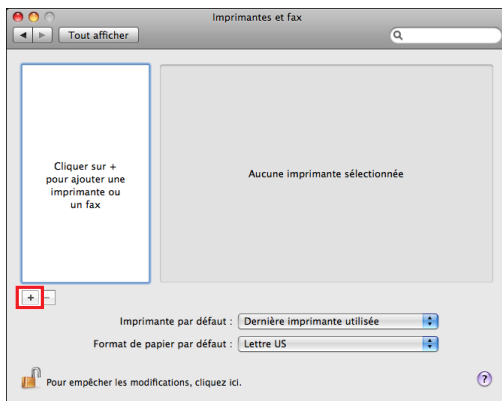 Imprimantes et fax
Tout afficher
Cliquer sur +
pour ajouter une
imprimante ou
un fax
Aucune imprimante sélectionnée
+ −
Imprimante par défaut : Dernière imprimante utilisée
Format de papier par défaut : Lettre US
Pour empêcher les modifications, cliquez ici.
?